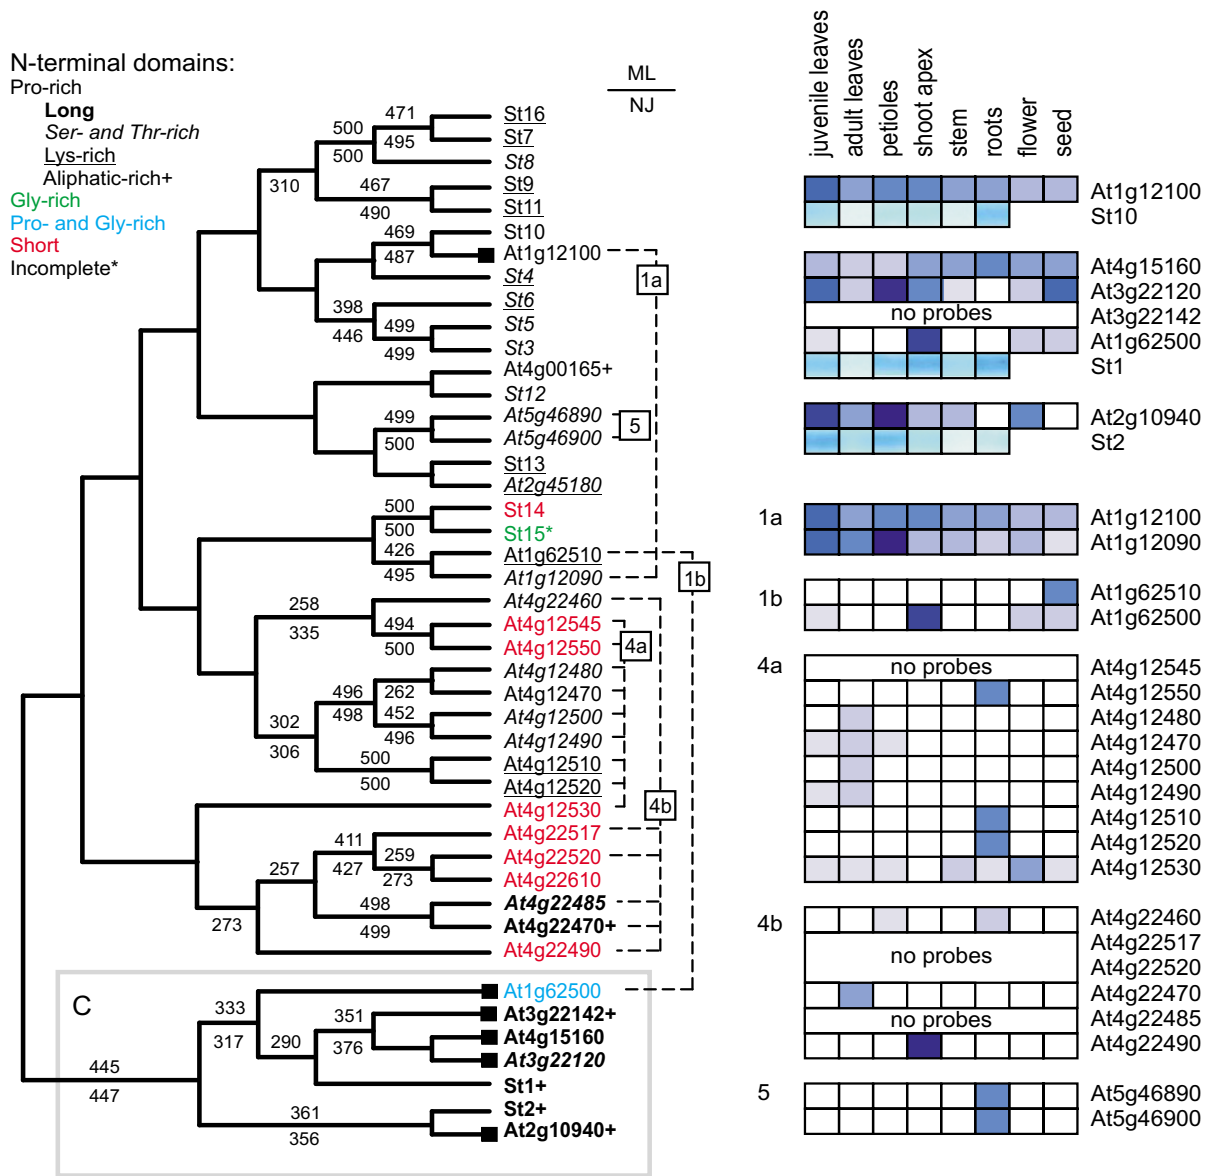 N-terminal domains:
Pro-rich
Long
Ser- and Thr-rich
Lys-rich
Aliphatic-rich+
Gly-rich
Pro- and Gly-rich
Short
Incomplete*
ML
NJ
471
500
495
500
310
467
490
469
487
398
446
499
499
499
500
500
500
426
495
258
335
494
500
496
262
498
452
496
302
306
500
500
411
427
259
273
257
273
498
499
C
333
317
351
290
376
445
447
361
356
St16
St7
St8
St9
St11
St10
At1g12100
St4
St6
St5
St3
At4g00165+
St12
At5g46890
At5g46900
St13
At2g45180
St14
St15*
At1g62510
At1g12090
At4g22460
At4g12545
At4g12550
At4g12480
At4g12470
At4g12500
At4g12490
At4g12510
At4g12520
At4g12530
At4g22517
At4g22520
At4g22610
At4g22485
At4g22470+
At4g22490
At1g62500
At3g22142+
At4g15160
At3g22120
St1+
St2+
At2g10940+
1a
5
1b
4a
4b
juvenile leaves
adult leaves
petioles
shoot apex
stem
roots
flower
seed
At1g12100
St10
At4g15160
At3g22120
no probes At3g22142
At1g62500
St1
At2g10940
St2
1a At1g12100
At1g12090
1b At1g62510
At1g62500
4a no probes At4g12545
At4g12550
At4g12480
At4g12470
At4g12500
At4g12490
At4g12510
At4g12520
At4g12530
4b At4g22460
At4g22517
no probes
At4g22520
At4g22470
no probes At4g22485
At4g22490
5 At5g46890
At5g46900